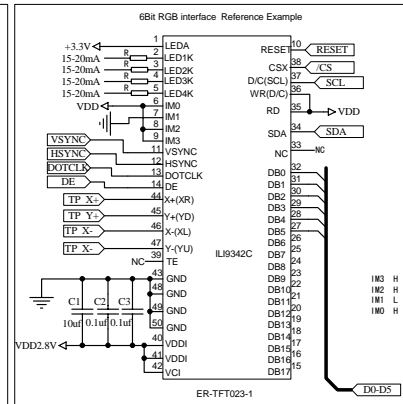 6Bit RGB interface Reference Example
+3.3V 1 LEDA
15-20mA R 2 LED1K
15-20mA R 3 LED2K
15-20mA R 4 LED3K
15-20mA R 5 LED4K
VDD 6 IM0
7 IM1
8 IM2
9 IM3
VSYNC 11 VSYNC
HSYNC 12 HSYNC
DOTCLK 13 DOTCLK
DE 14 DE
TP X+ 44 X+(XR)
TP Y+ 45 Y+(YD)
TP X- 46 X-(XL)
TP X- 47 Y-(YU)
NC 39 TE
43 GND
48 GND
49 GND
50 GND
C1 C2 C3
10uf 0.1uf 0.1uf
VDD2.8V 40 VDDI
41 VDDI
42 VCI
ILI9342C
RESET 10 RESET
CSX 38 /CS
D/C(SCL) 37 SCL
WR(D/C) 36
RD 35 VDD
SDA 34 SDA
NC 33 NC
DB0 32
DB1 31
DB2 30
DB3 29
DB4 28
DB5 27
DB6 26
DB7 25
DB8 24
DB9 23
DB10 22
DB11 21
DB12 20
DB13 19
DB14 18
DB15 17
DB16 16
DB17 15
IM3 H
IM2 H
IM1 L
IM0 H
D0-D5
ER-TFT023-1